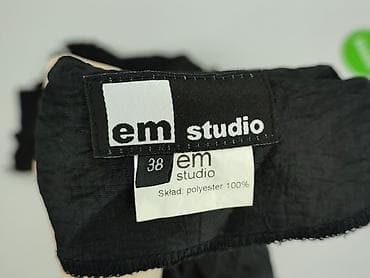 em studio
38 em
studio
Skład: polyester 100%